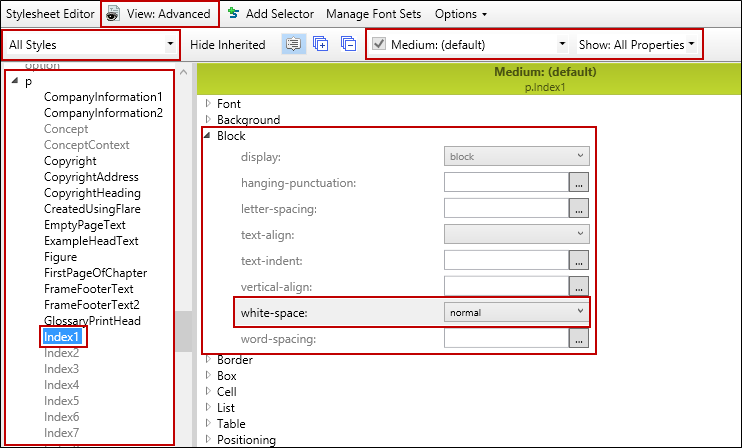 Stylesheet Editor View: Advanced Add Selector Manage Font Sets Options
All Styles Hide Inherited Medium: (default) Show: All Properties
option
p
CompanyInformation1
CompanyInformation2
Concept
ConceptContext
Copyright
CopyrightAddress
CopyrightHeading
CreatedUsingFlare
EmptyPageText
ExampleHeadText
Figure
FirstPageOfChapter
FrameFooterText
FrameFooterText2
GlossaryPrintHead
Index1
Index2
Index3
Index4
Index5
Index6
Index7
Medium: (default)
p.Index1
Font
Background
Block
display: block
hanging-punctuation: ...
letter-spacing: ...
text-align:
text-indent: ...
vertical-align: ...
white-space: normal
word-spacing: ...
Border
Box
Cell
List
Table
Positioning